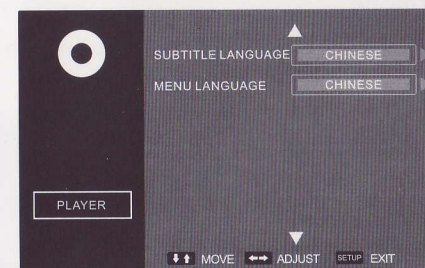 SUBTITLE LANGUAGE CHINESE
MENU LANGUAGE CHINESE
PLAYER
MOVE ADJUST SETUP EXIT